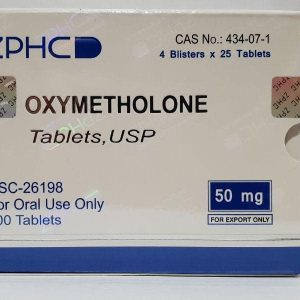 ZPHC
CAS No.: 434-07-1
4 Blisters x 25 Tablets
OXYMETHOLONE
Tablets,USP
SC-26198
or Oral Use Only
00 Tablets
50 mg
FOR EXPORT ONLY